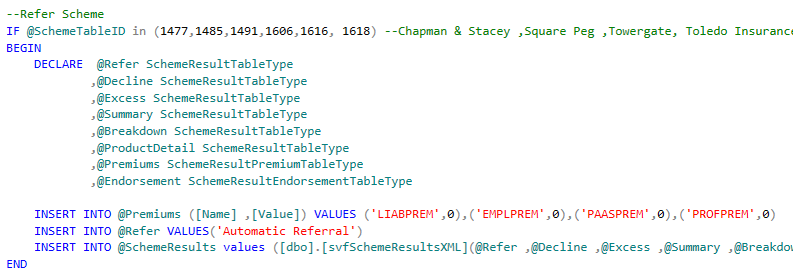 --Refer Scheme
IF @SchemeTableID in (1477,1485,1491,1606,1616, 1618) --Chapman & Stacey ,Square Peg ,Towergate, Toledo Insurance
BEGIN
DECLARE @Refer SchemeResultTableType
,@Decline SchemeResultTableType
,@Excess SchemeResultTableType
,@Summary SchemeResultTableType
,@Breakdown SchemeResultTableType
,@ProductDetail SchemeResultTableType
,@Premiums SchemeResultPremiumTableType
,@Endorsement SchemeResultEndorsementTableType
INSERT INTO @Premiums ([Name] ,[Value]) VALUES ('LIABPREM',0),('EMPLPREM',0),('PAASPREM',0),('PROFPREM',0)
INSERT INTO @Refer VALUES('Automatic Referral')
INSERT INTO @SchemeResults values ([dbo].[svfSchemeResultsXML](@Refer ,@Decline ,@Excess ,@Summary ,@Breakdow
END